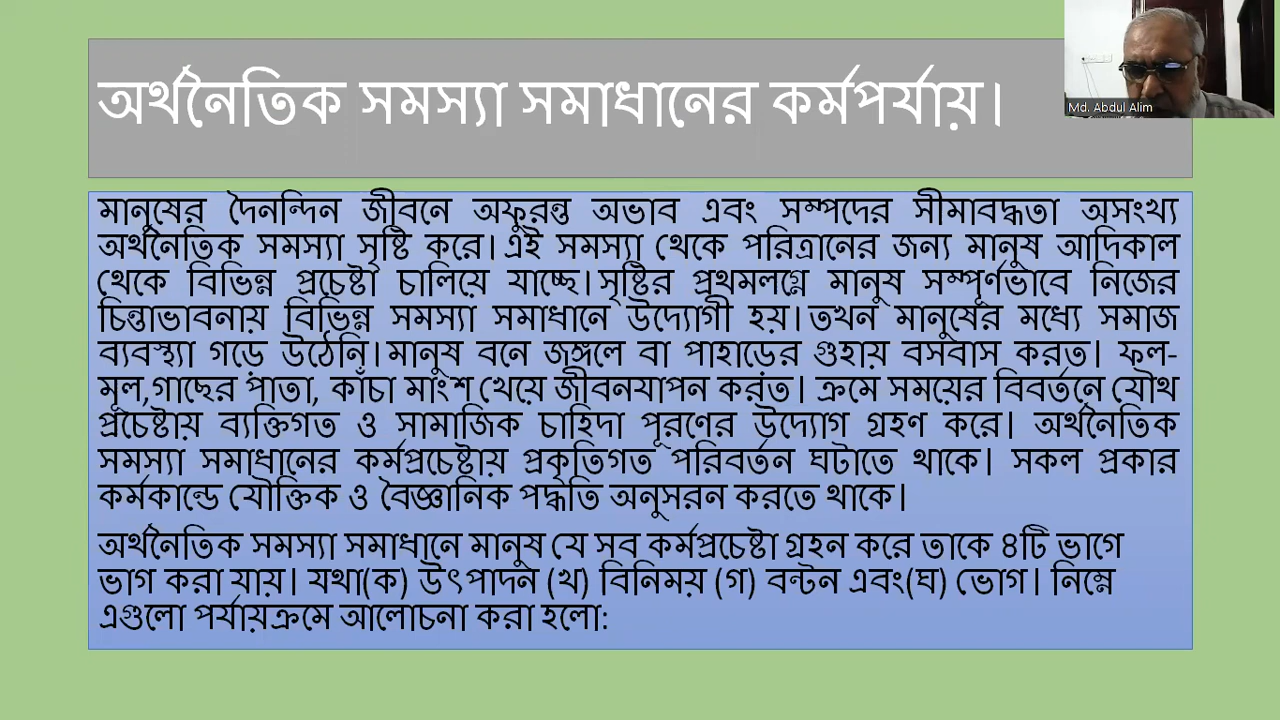 অর্থনৈতিক সমস্যা সমাধানের কর্মপর্যায়।
Md. Abdul Alim
মানুষের দৈনন্দিন জীবনে অফুরন্ত অভাব এবং সম্পদের সীমাবদ্ধতা অসংখ্য
অর্থনৈতিক সমস্যা সৃষ্টি করে। এই সমস্যা থেকে পরিত্রানের জন্য মানুষ আদিকাল
থেকে বিভিন্ন প্রচেষ্টা চালিয়ে যাচ্ছে। সৃষ্টির প্রথমলগ্নে মানুষ সম্পূর্ণভাবে নিজের
চিন্তাভাবনায় বিভিন্ন সমস্যা সমাধানে উদ্যোগী হয়। তখন মানুষের মধ্যে সমাজ
ব্যবস্থ্যা গড়ে উঠেনি। মানুষ বনে জঙ্গলে বা পাহাড়ের গুহায় বসবাস করত। ফল-
মূল,গাছের পাতা, কাঁচা মাংশ খেয়ে জীবনযাপন করত। ক্রমে সময়ের বিবর্তনে যৌথ
প্রচেষ্টায় ব্যক্তিগত ও সামাজিক চাহিদা পূরণের উদ্যোগ গ্রহণ করে। অর্থনৈতিক
সমস্যা সমাধানের কর্মপ্রচেষ্টায় প্রকৃতিগত পরিবর্তন ঘটাতে থাকে। সকল প্রকার
কর্মকান্ডে যৌক্তিক ও বৈজ্ঞানিক পদ্ধতি অনুসরন করতে থাকে।
অর্থনৈতিক সমস্যা সমাধানে মানুষ যে সব কর্মপ্রচেষ্টা গ্রহন করে তাকে ৪টি ভাগে
ভাগ করা যায়। যথা(ক) উৎপাদন (খ) বিনিময় (গ) বন্টন এবং(ঘ) ভোগ। নিম্নে
এগুলো পর্যায়ক্রমে আলোচনা করা হলো: